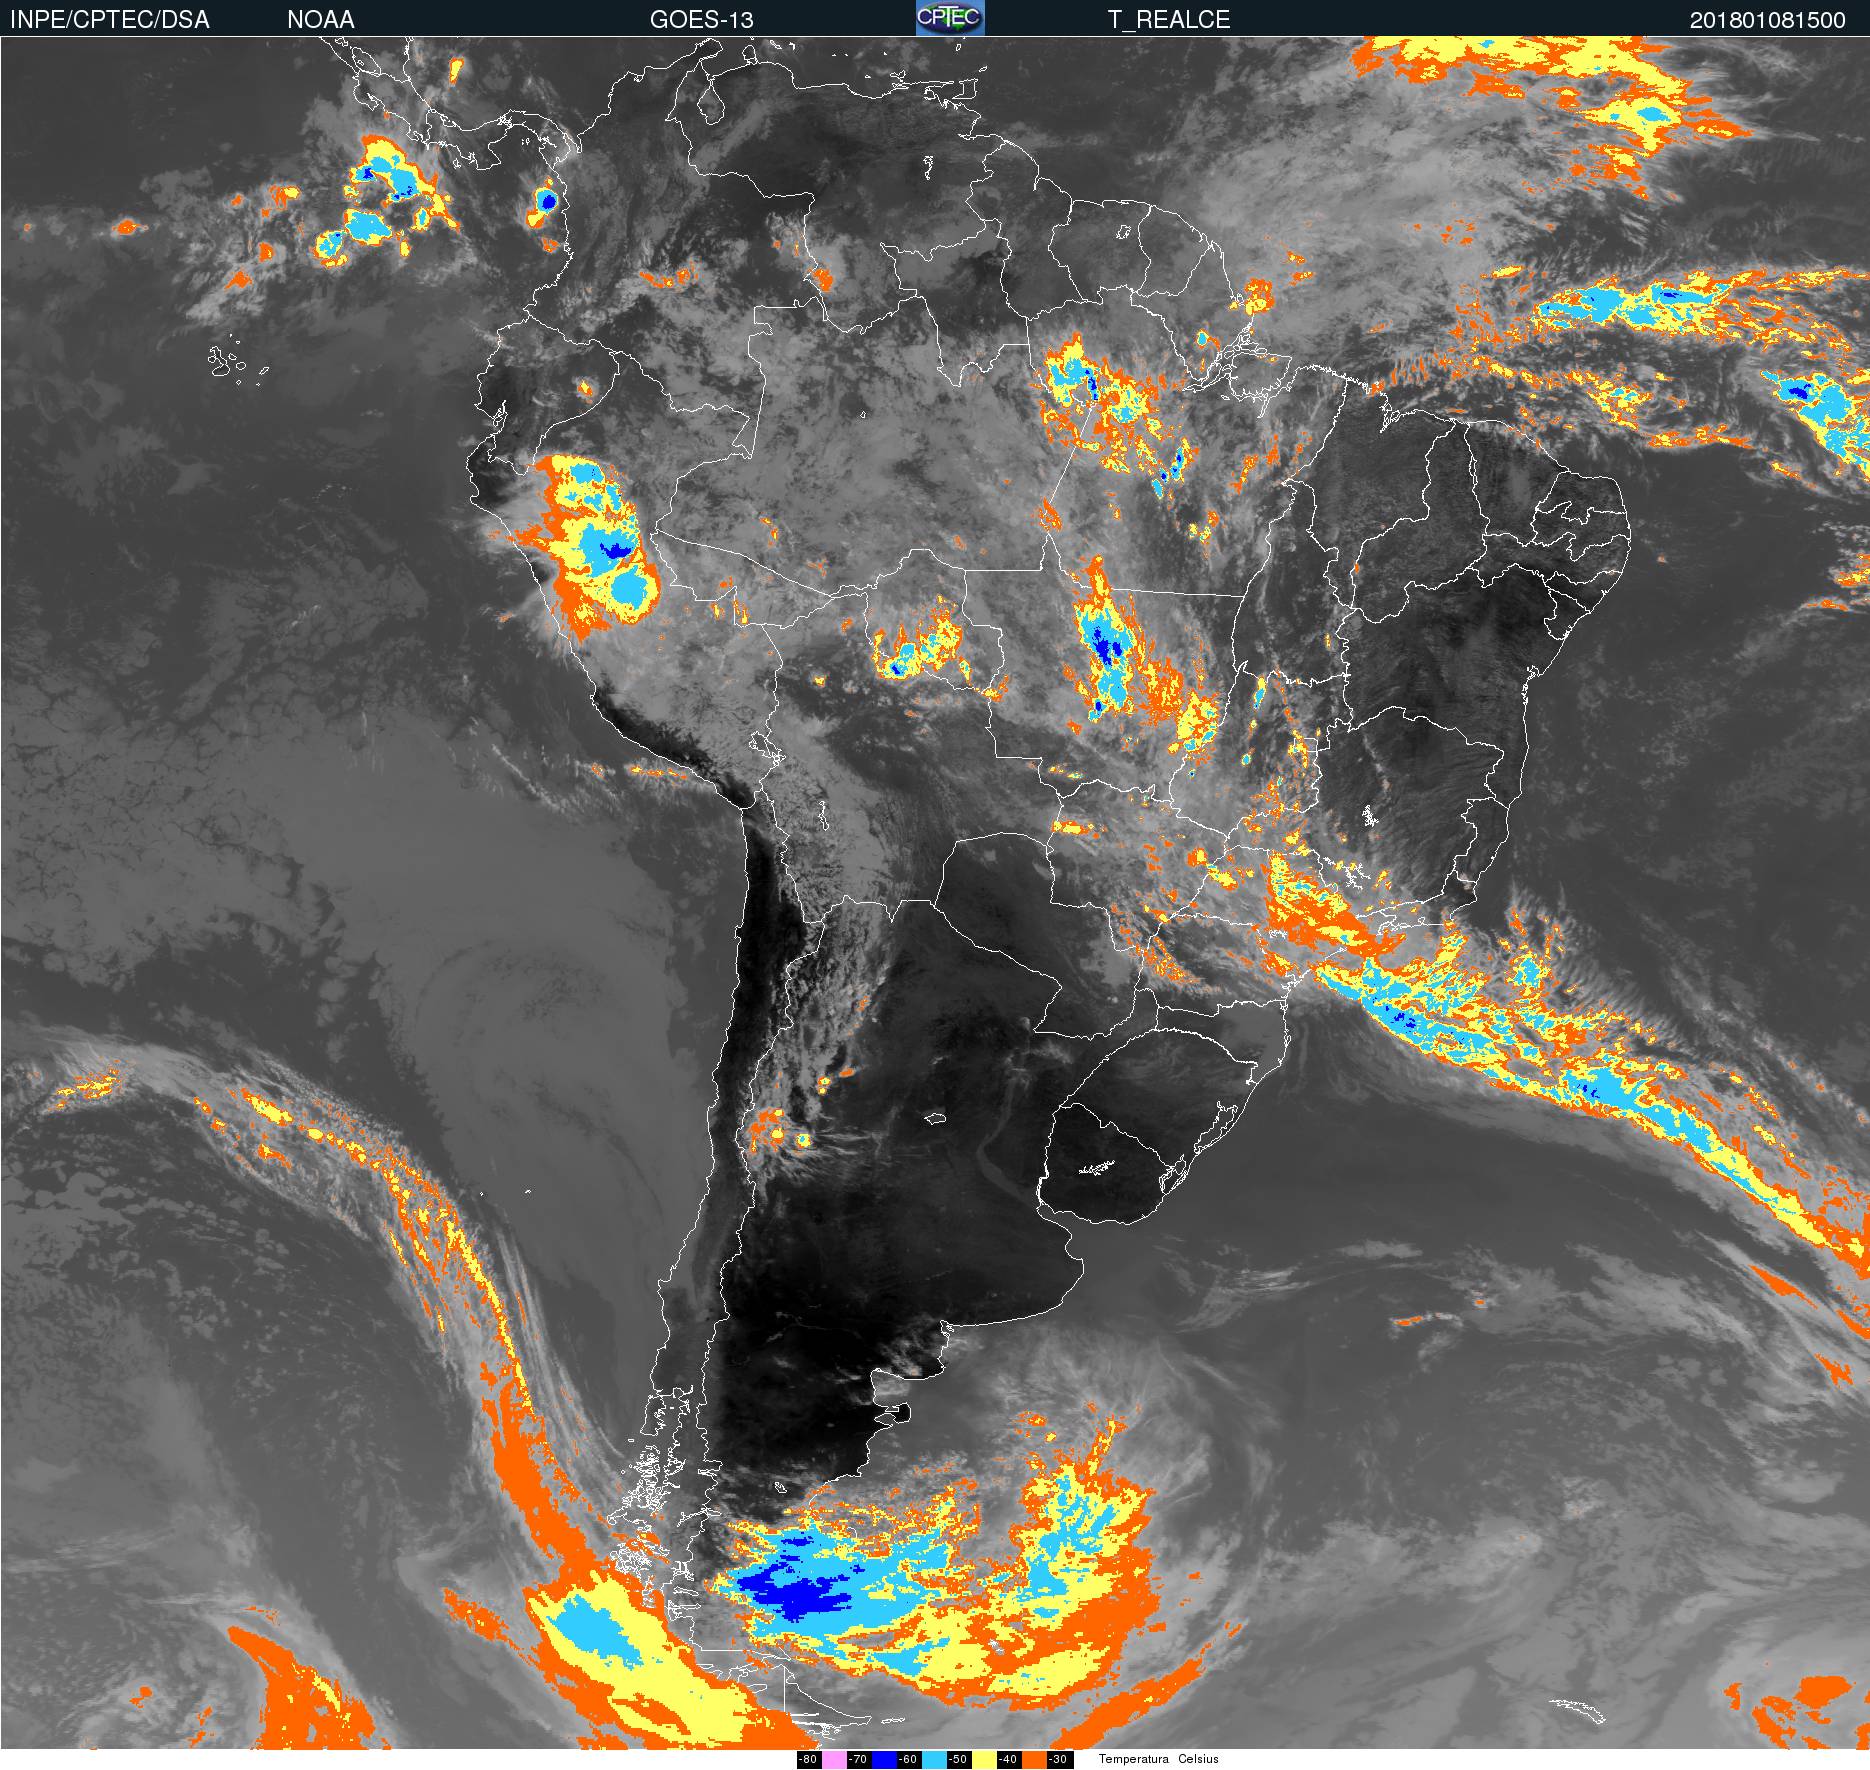 INPE/CPTEC/DSA NOAA GOES-13 CPTEC T_REALCE 201801081500
-80 -70 -60 -50 -40 -30 Temperatura Celsius